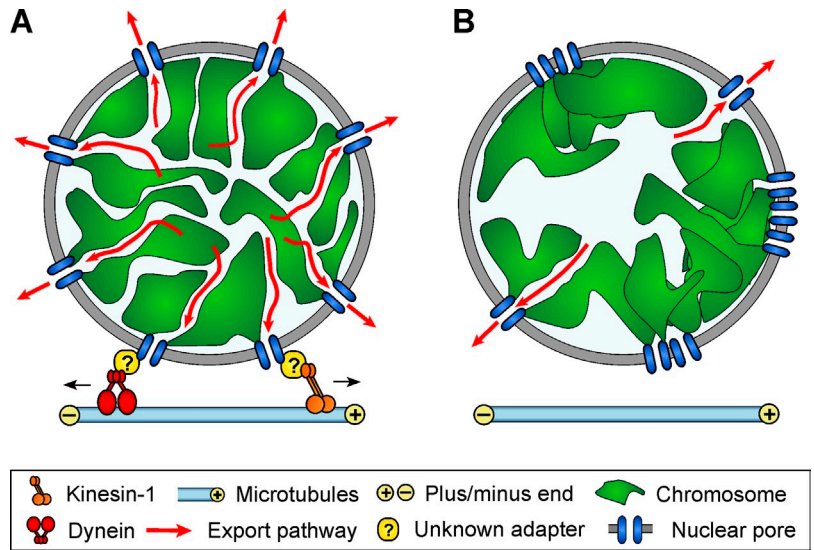 A B
? ?
− + − +
Kinesin-1 Microtubules + − Plus/minus end Chromosome
Dynein Export pathway ? Unknown adapter Nuclear pore